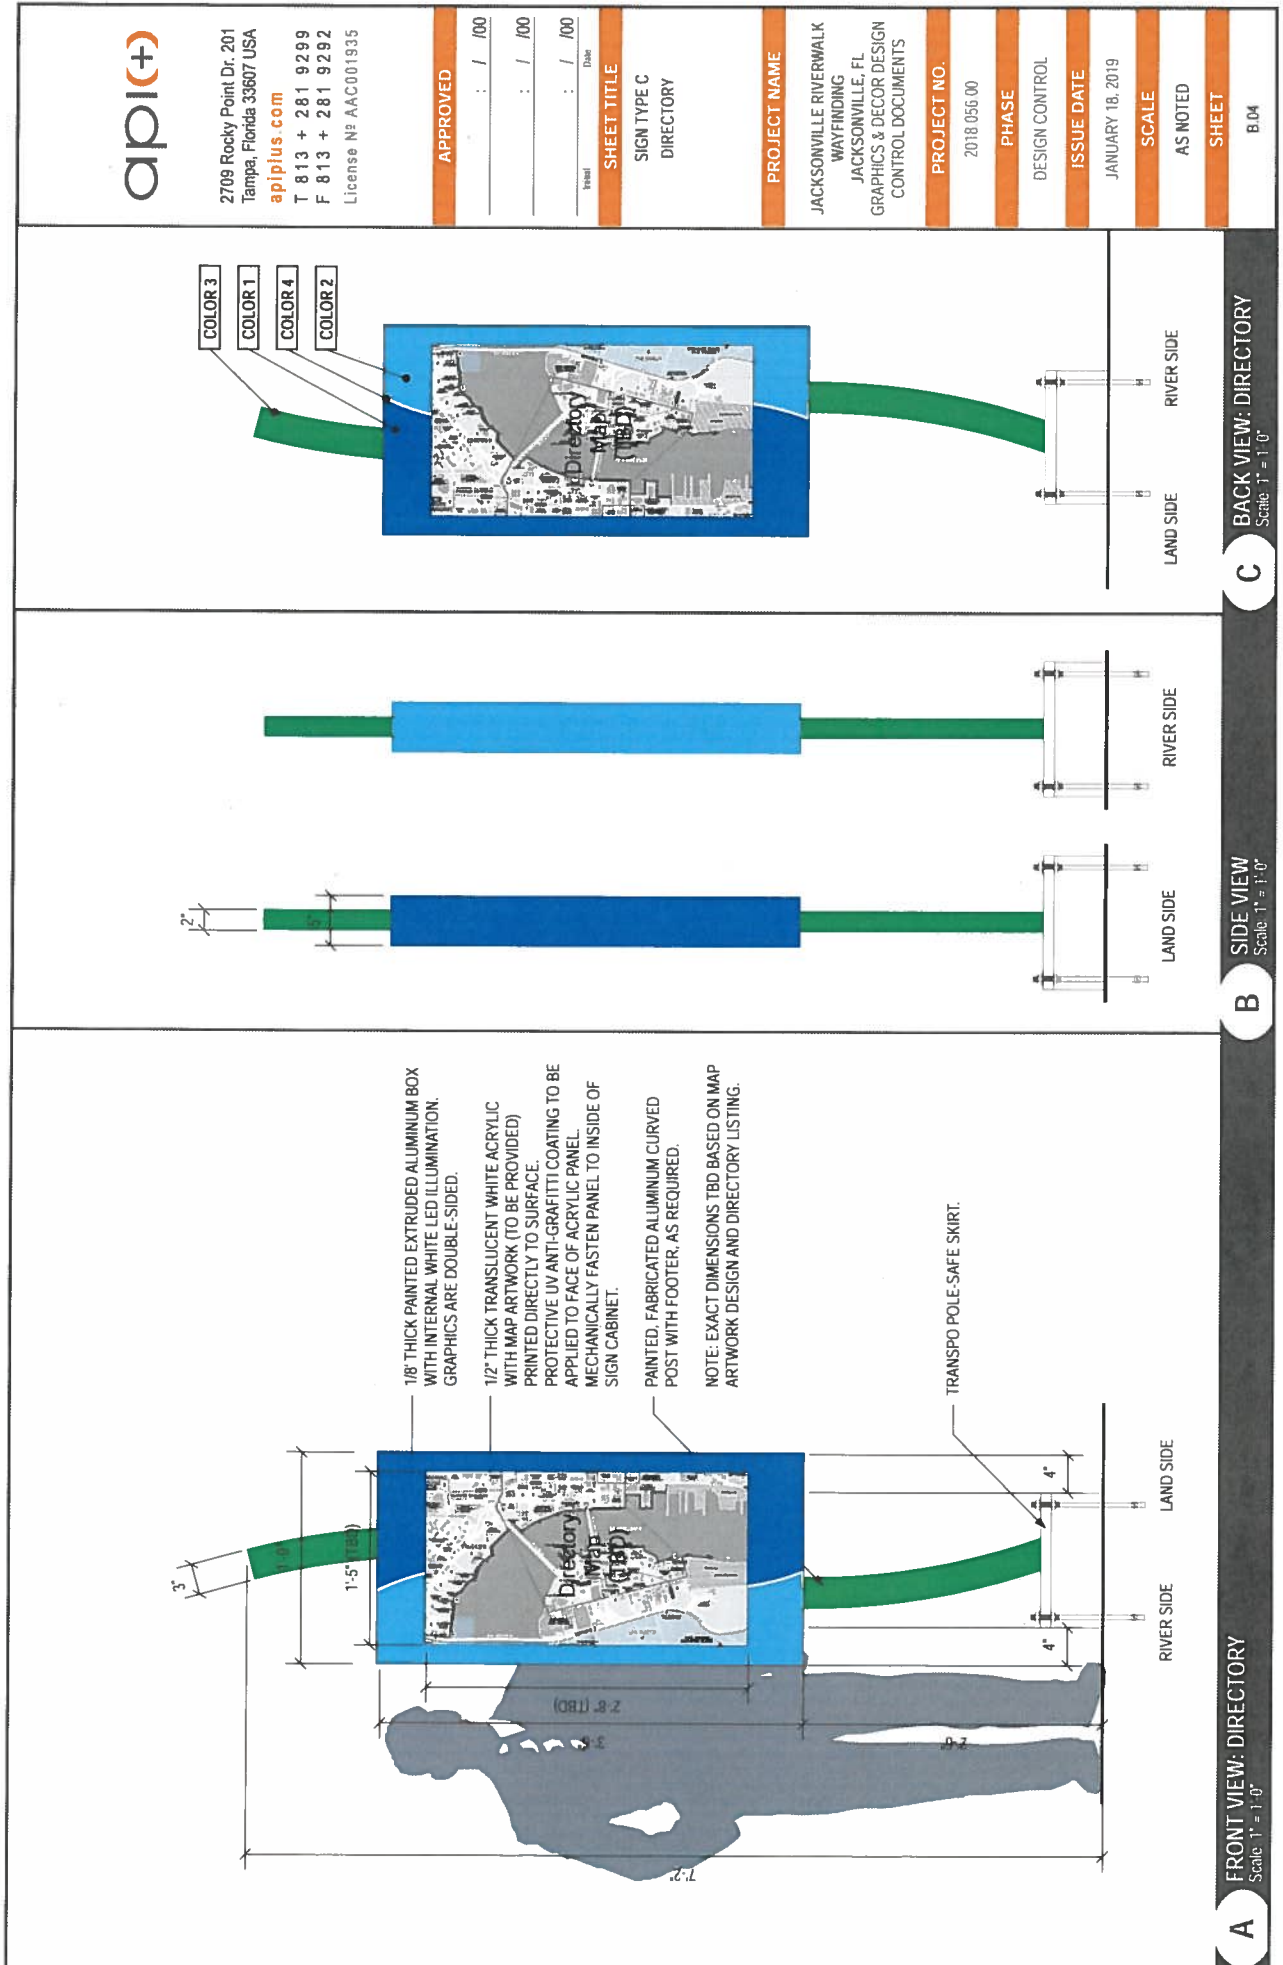 3"
1'-5" (TBD)
2'-8" (TBD)
2'-6"
7'-2"
Directory
Map
(TBD)
4"
4"
RIVER SIDE
LAND SIDE
1/8' THICK PAINTED EXTRUDED ALUMINUM BOX
WITH INTERNAL WHITE LED ILLUMINATION.
GRAPHICS ARE DOUBLE-SIDED.
1/2" THICK TRANSLUCENT WHITE ACRYLIC
WITH MAP ARTWORK (TO BE PROVIDED)
PRINTED DIRECTLY TO SURFACE.
PROTECTIVE UV ANTI-GRAFITTI COATING TO BE
APPLIED TO FACE OF ACRYLIC PANEL.
MECHANICALLY FASTEN PANEL TO INSIDE OF
SIGN CABINET.
PAINTED, FABRICATED ALUMINUM CURVED
POST WITH FOOTER, AS REQUIRED.
NOTE: EXACT DIMENSIONS TBD BASED ON MAP
ARTWORK DESIGN AND DIRECTORY LISTING.
TRANSPO POLE-SAFE SKIRT.
A
FRONT VIEW: DIRECTORY
Scale: 1" = 1'-0"
2"
5"
LAND SIDE
RIVER SIDE
B
SIDE VIEW
Scale: 1" = 1'-0"
COLOR 3
COLOR 1
COLOR 4
COLOR 2
Directory
Map
(TBD)
LAND SIDE
RIVER SIDE
C
BACK VIEW: DIRECTORY
Scale: 1" = 1'-0"
api(+)
2709 Rocky Point Dr. 201
Tampa, Florida 33607 USA
apiplus.com
T 813 + 281 9299
F 813 + 281 9292
License Nº AAC001935
APPROVED
: / /00
: / /00
: / /00
Initial Date
SHEET TITLE
SIGN TYPE C
DIRECTORY
PROJECT NAME
JACKSONVILLE RIVERWALK
WAYFINDING
JACKSONVILLE, FL
GRAPHICS & DECOR DESIGN
CONTROL DOCUMENTS
PROJECT NO.
2018.056.00
PHASE
DESIGN CONTROL
ISSUE DATE
JANUARY 18, 2019
SCALE
AS NOTED
SHEET
B.04